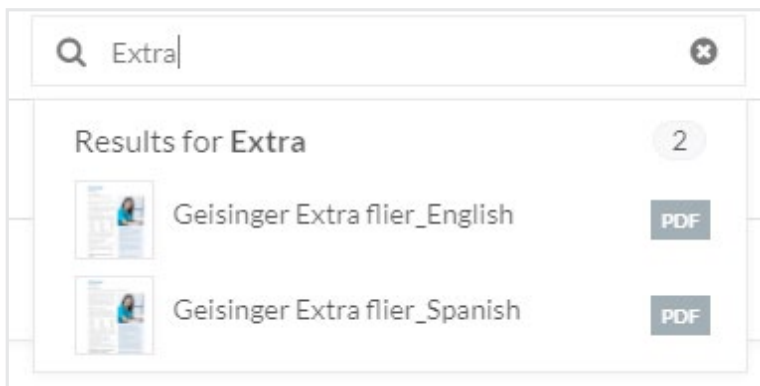 Extra
Results for Extra 2
Geisinger Extra flier_English PDF
Geisinger Extra flier_Spanish PDF